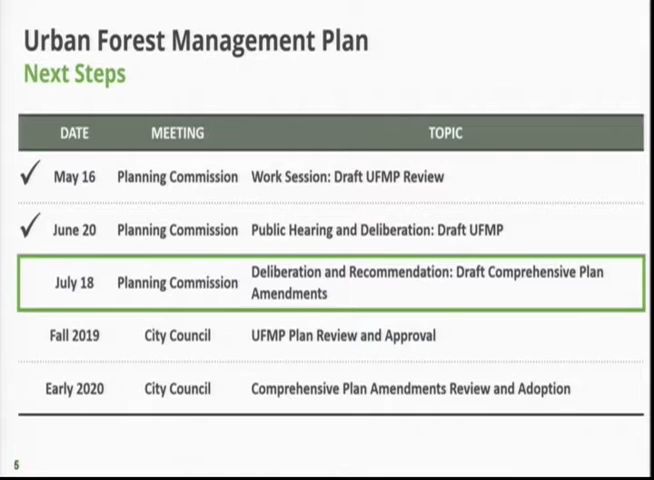 Urban Forest Management Plan
Next Steps
DATE MEETING TOPIC
May 16 Planning Commission Work Session: Draft UFMP Review
June 20 Planning Commission Public Hearing and Deliberation: Draft UFMP
July 18 Planning Commission Deliberation and Recommendation: Draft Comprehensive Plan
Amendments
Fall 2019 City Council UFMP Plan Review and Approval
Early 2020 City Council Comprehensive Plan Amendments Review and Adoption
5